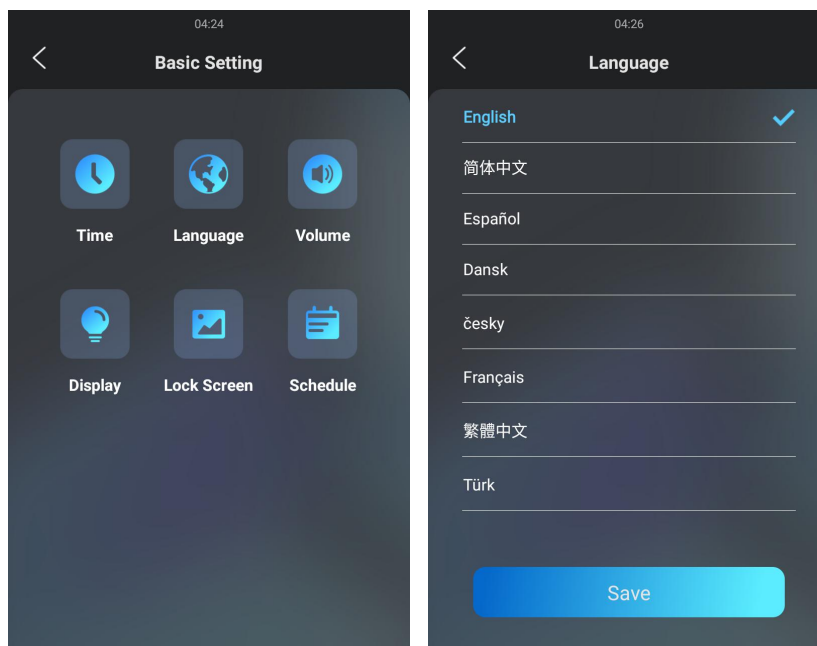 04:24
Basic Setting
Time
Language
Volume
Display
Lock Screen
Schedule
04:26
Language
English
简体中文
Español
Dansk
česky
Français
繁體中文
Türk
Save